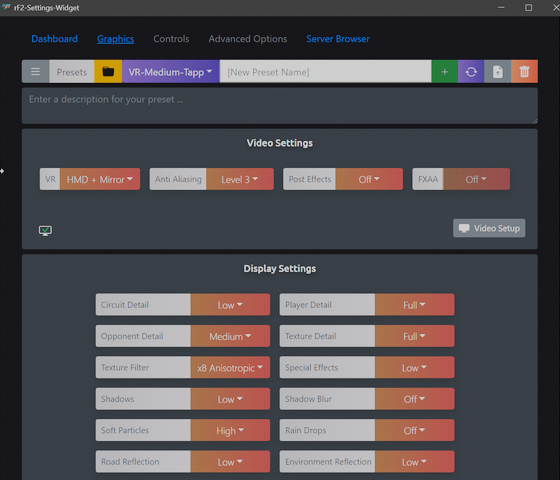 rF2-Settings-Widget
Dashboard Graphics Controls Advanced Options Server Browser
Presets VR-Medium-Tapp [New Preset Name] +
Enter a description for your preset ...
Video Settings
VR HMD + Mirror Anti Aliasing Level 3 Post Effects Off FXAA Off
Video Setup
Display Settings
Circuit Detail Low Player Detail Full
Opponent Detail Medium Texture Detail Full
Texture Filter x8 Anisotropic Special Effects Low
Shadows Low Shadow Blur Off
Soft Particles High Rain Drops Off
Road Reflection Low Environment Reflection Low